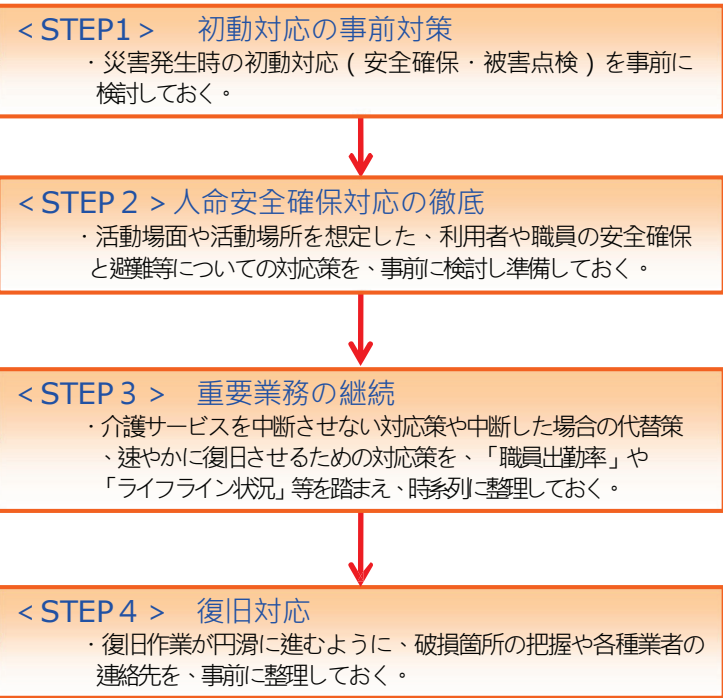 <STEP1>　初動対応の事前対策
・災害発生時の初動対応(安全確保・被害点検)を事前に
検討しておく。
<STEP2>人命安全確保対応の徹底
・活動場面や活動場所を想定した、利用者や職員の安全確保
と避難等についての対応策を、事前に検討し準備しておく。
<STEP3>　重要業務の継続
・介護サービスを中断させない対応策や中断した場合の代替策
、速やかに復旧させるための対応策を、「職員出勤率」や
「ライフライン状況」等を踏まえ、時系列に整理しておく。
<STEP4>　復旧対応
・復旧作業が円滑に進むように、破損箇所の把握や各種業者の
連絡先を、事前に整理しておく。